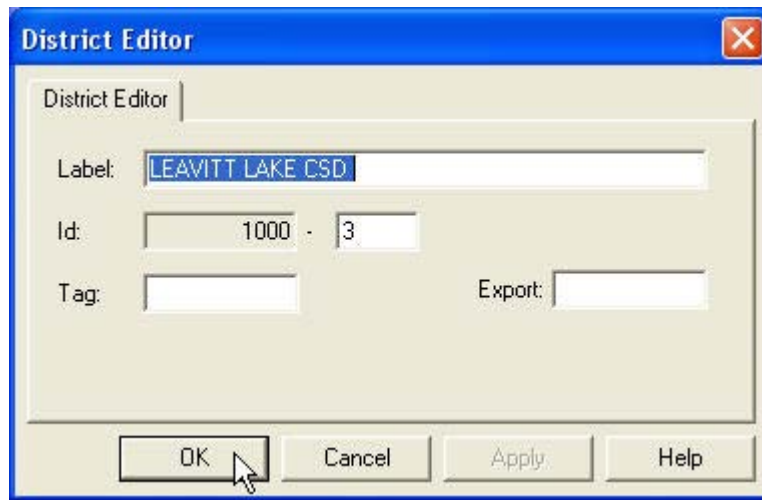 District Editor
District Editor
Label: LEAVITT LAKE CSD
Id: 1000 - 3
Tag: Export:
OK Cancel Apply Help